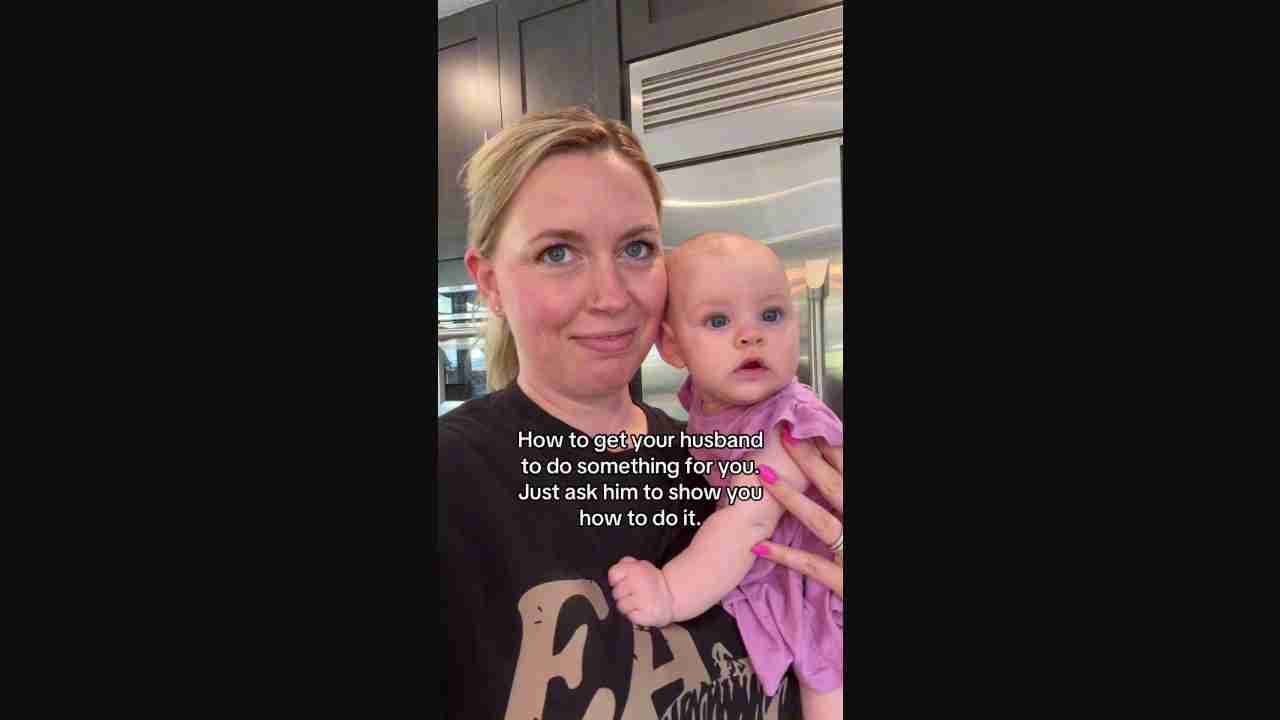 How to get your husband
to do something for you.
Just ask him to show you
how to do it.